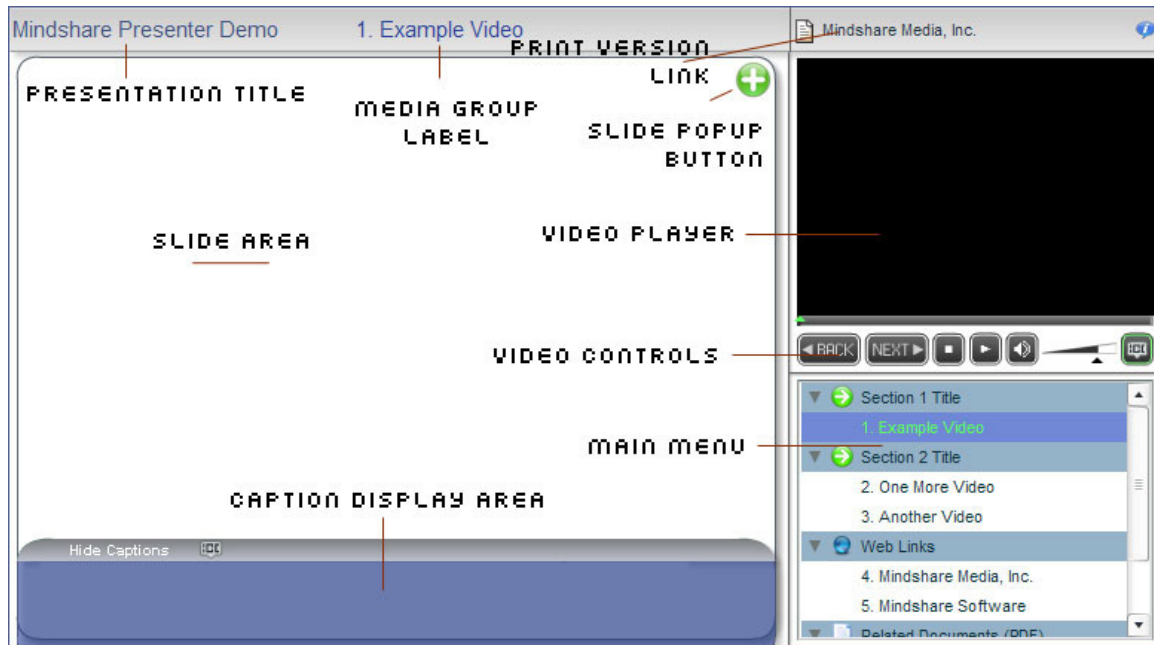 Mindshare Presenter Demo
1. Example Video
Mindshare Media, Inc.
PRINT VERSION
LINK
PRESENTATION TITLE
MEDIA GROUP
LABEL
SLIDE POPUP
BUTTON
SLIDE AREA
VIDEO PLAYER
VIDEO CONTROLS
BACK
NEXT
Section 1 Title
1. Example Video
MAIN MENU
Section 2 Title
2. One More Video
3. Another Video
CAPTION DISPLAY AREA
Hide Captions
Web Links
4. Mindshare Media, Inc.
5. Mindshare Software
Related Documents (PDF)